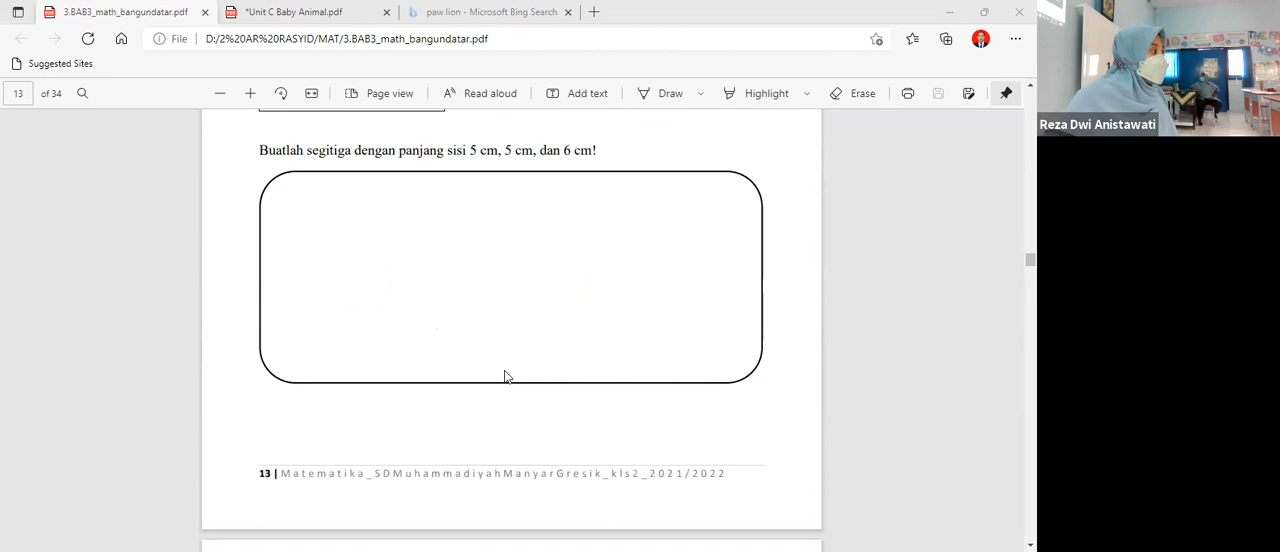 3.BAB3_math_bangundatar.pdf
*Unit C Baby Animal.pdf
paw lion - Microsoft Bing Search
File
D:/2%20AR%20RASYID/MAT/3.BAB3_math_bangundatar.pdf
Suggested Sites
13 of 34
Page view
Read aloud
Add text
Draw
Highlight
Erase
Reza Dwi Anistawati
Buatlah segitiga dengan panjang sisi 5 cm, 5 cm, dan 6 cm!
13 | Matematika_SDMuhammadiyahManyarGresik_kls2_2021/2022